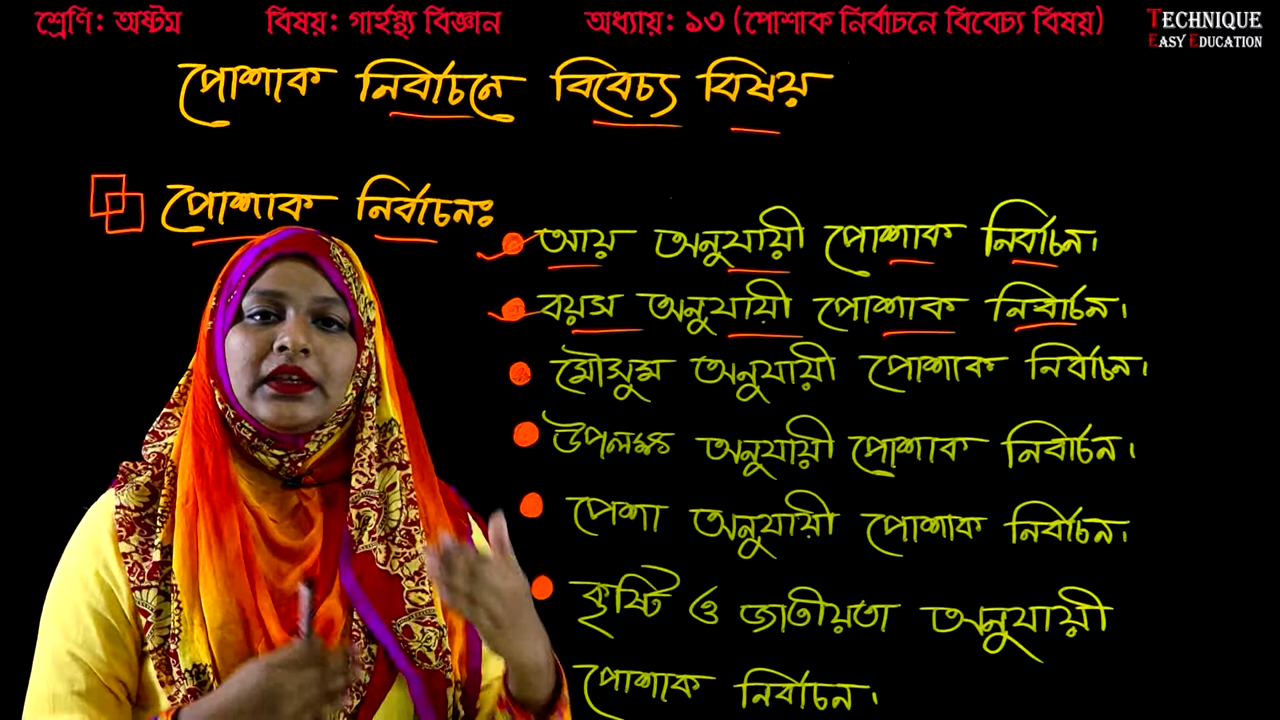 শ্রেণি: অষ্টম বিষয়: গার্হস্থ্য বিজ্ঞান অধ্যায়: ১৩ (পোশাক নির্বাচনে বিবেচ্য বিষয়)
TECHNIQUE
EASY EDUCATION
পোশাক নির্বাচনে বিবেচ্য বিষয়
পোশাক নির্বাচনঃ
আয় অনুযায়ী পোশাক নির্বাচন।
বয়স অনুযায়ী পোশাক নির্বাচন।
মৌসুম অনুযায়ী পোশাক নির্বাচন।
উপলক্ষ্য অনুযায়ী পোশাক নির্বাচন।
পেশা অনুযায়ী পোশাক নির্বাচন।
কৃষ্টি ও জাতীয়তা অনুযায়ী
পোশাক নির্বাচন।